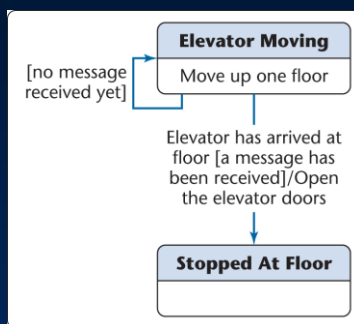 Elevator Moving
Move up one floor
[no message
received yet]
Elevator has arrived at
floor [a message has
been received]/Open
the elevator doors
Stopped At Floor